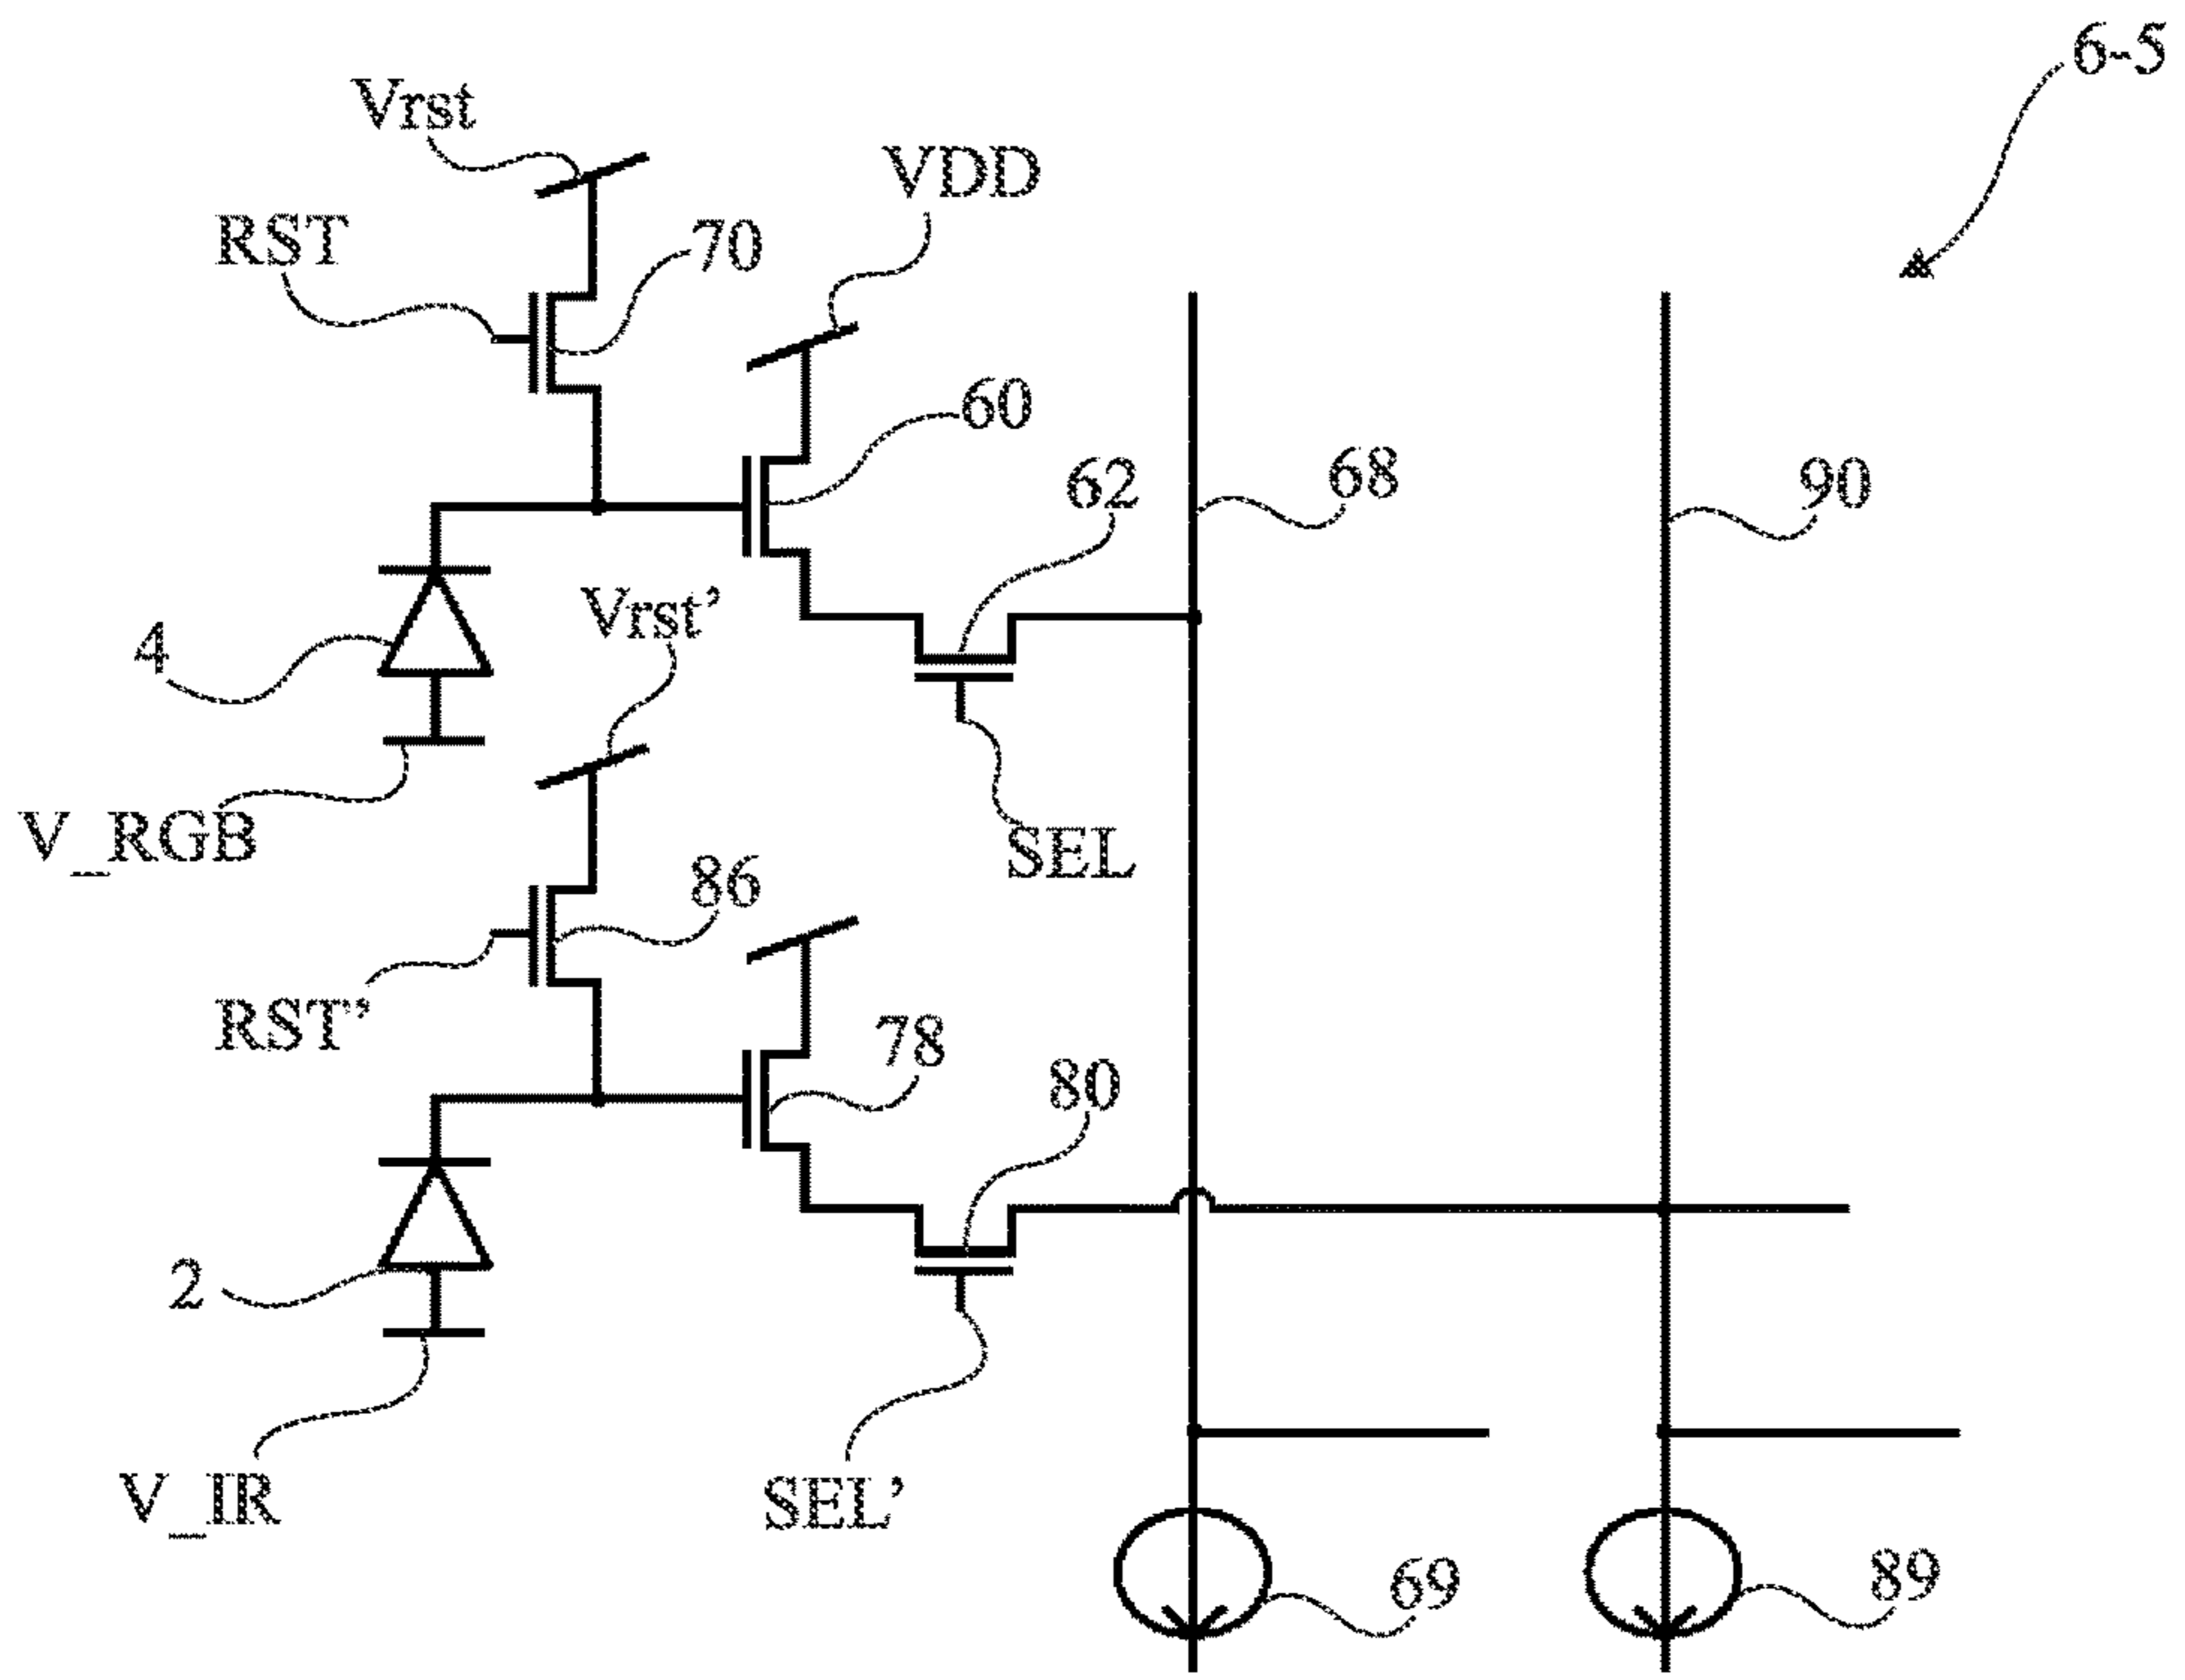 6-5
Vrst
VDD
RST
70
60
62
68
90
Vrst’
4
V_RGB
SEL
86
RST’
78
80
2
V_IR
SEL’
69
89